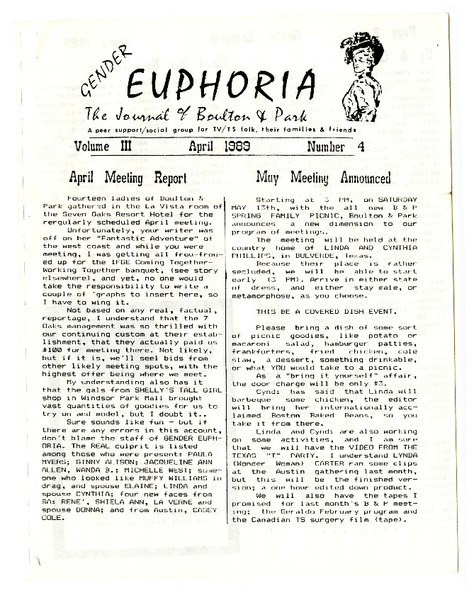 GENDER
EUPHORIA
The Journal of Boulton & Park
A peer support/social group for TV/TS folk, their families & friends
Volume III April 1989 Number 4
April Meeting Report
Fourteen ladies of Boulton &
Park gathered in the La Vista room of
the Seven Oaks Resort Hotel for the
regularly scheduled April meeting.
Unfortunately, your writer was
off on her "Fantastic Adventure" of
the west coast and while you were
meeting, I was getting all frou-frou-
ed up for the IFGE Coming Together-
Working Together banquet, (see story
elsewhere), and yet, no one would
take the responsibility to write a
couple of 'graphs to insert here, so
I have to wing it.
Not based on any real, factual,
reportage, I understand that the 7
Oaks management was so thrilled with
our continuing custom at their estab-
lishment, that they actually paid us
$100 for meeting there. Not likely,
but if it is, we'll seek bids from
other likely meeting spots, with the
highest offer being where we meet.
My understanding also has it
that the gals from SHELLY'S TALL GIRL
shop in Windsor Park Mall brought
vast quantities of goodies for us to
try on and model, but I doubt it..
Sure sounds like fun - but if
there are any errors in this account,
don't blame the staff of GENDER EUPH-
ORIA. The REAL culprit is listed
among those who were present: PAULA
MYERS; GINNY; JACQUELINE ANN
ALLEN, WANDA B.; MICHELLE WEST; some-
one who looked like MUFFY WILLIAMS in
drag, and spouse ELAINE; LINDA and
spouse CYNTHIA; four new faces from
SA: RENE', SHIELA ANN, LA VERNE and
spouse DONNA; and from Austin, CASEY
COLE.
May Meeting Announced
Starting at 3 PM, on SATURDAY
MAY 13th, with the all new B & P
SPRING FAMILY PICNIC, Boulton & Park
announces a new dimension to our
program of meetings.
The meeting will be held at the
country home of LINDA AND CYNTHIA
PHILLIPS, in BULVERDE, Texas.
Because their place is rather
secluded, we will be able to start
early (3 PM). Arrive in either state
of dress, and either stay male, or
metamorphose, as you choose.
THIS BE A COVERED DISH EVENT.
Please bring a dish of some sort
of picnic goodies, like potato or
macaroni salad, hamburger patties,
frankfurters, fried chicken, cole
slaw, a dessert, something drinkable,
or what YOU would take to a picnic.
As a "bring it yourself" affair,
the door charge will be only $3.
Cyndi has said that Linda will
barbeque some chicken, the editor
will bring her internationally acc-
laimed Boston Baked Beans, so you
take it from there.
Linda and Cyndi are also working
on some activities, and I am sure
that we will have the VIDEO FROM THE
TEXAS "T" PARTY. I understand LYNDA
(Wonder Woman) CARTER ran some clips
at the Austin gathering last month,
but this will be the finished ver-
sion; a one hour edited down product.
We will also have the tapes I
promised for last month's B & P meet-
ing; the Geraldo February program and
the Canadian TS surgery film (tape).